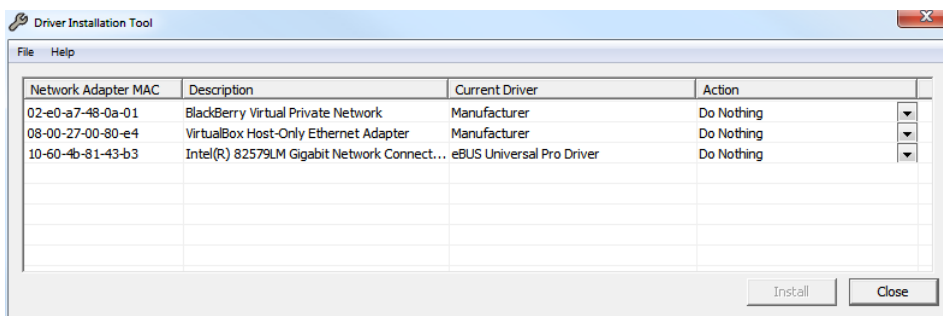 Driver Installation Tool
File Help
Network Adapter MAC Description Current Driver Action
02-e0-a7-48-0a-01 BlackBerry Virtual Private Network Manufacturer Do Nothing
08-00-27-00-80-e4 VirtualBox Host-Only Ethernet Adapter Manufacturer Do Nothing
10-60-4b-81-43-b3 Intel(R) 82579LM Gigabit Network Connect... eBUS Universal Pro Driver Do Nothing
Install Close